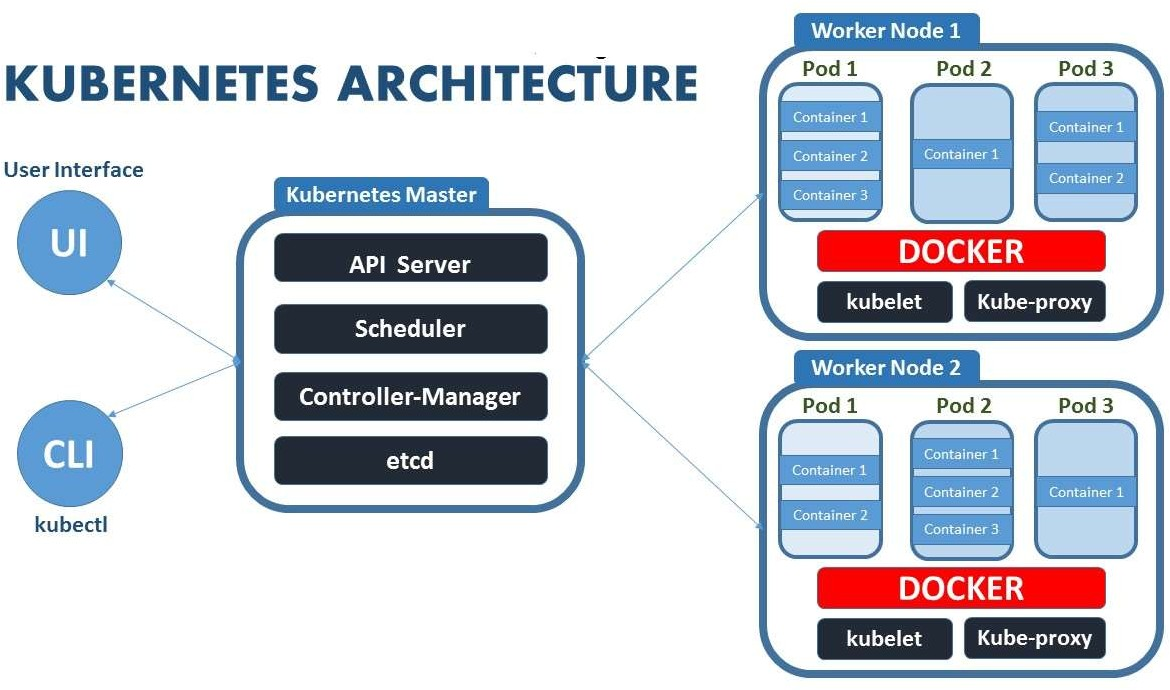 KUBERNETES ARCHITECTURE
User Interface
UI
CLI
kubectl
Kubernetes Master
API Server
Scheduler
Controller-Manager
etcd
Worker Node 1
Pod 1
Container 1
Container 2
Container 3
Pod 2
Container 1
Pod 3
Container 1
Container 2
DOCKER
kubelet
Kube-proxy
Worker Node 2
Pod 1
Container 1
Container 2
Pod 2
Container 1
Container 2
Container 3
Pod 3
Container 1
DOCKER
kubelet
Kube-proxy